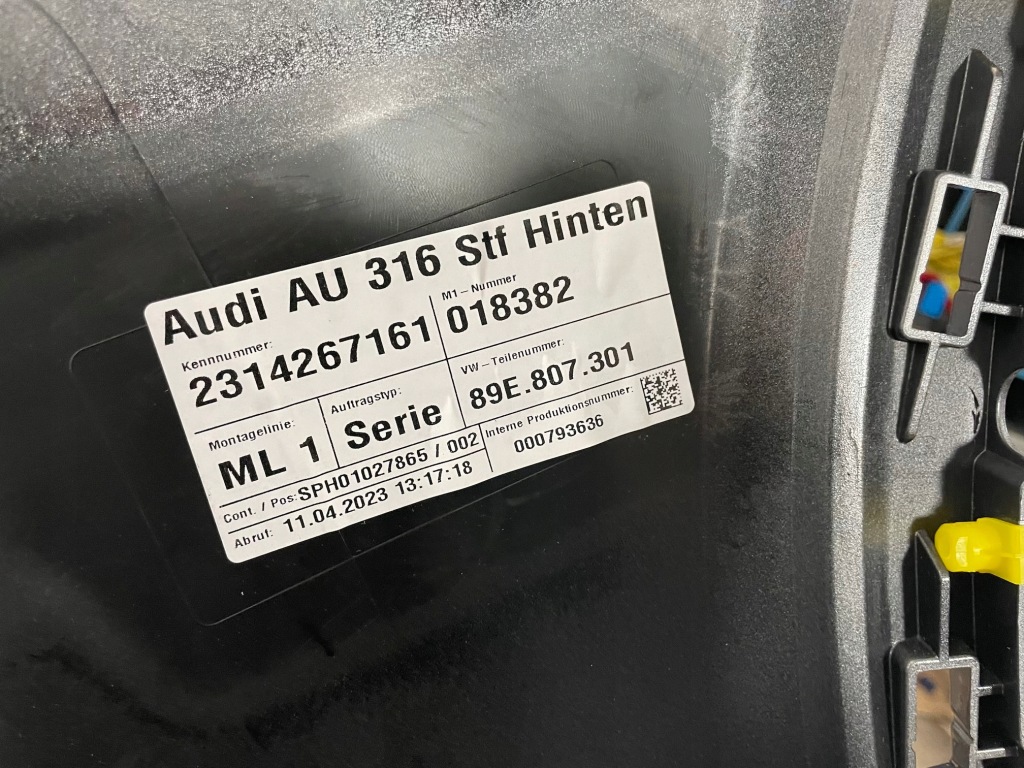 Audi AU 316 Stf Hinten
Kennnummer:
2314267161
M1-Nummer
018382
Montagelinie:
ML 1
Auftragstyp:
Serie
VW-Teilenummer:
89E.807.301
Cont. / Pos: SPH01027865 / 002
Abruf: 11.04.2023 13:17:18
Interne Produktionsnummer:
000793636